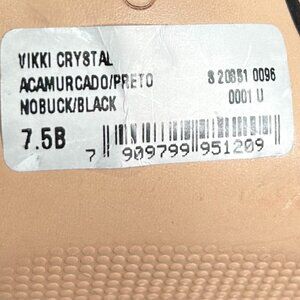 VIKKI CRYSTAL
ACAMURCADO/PRETO S 20851 0096
NOBUCK/BLACK 0001 U
7.5B
7 909799 951209